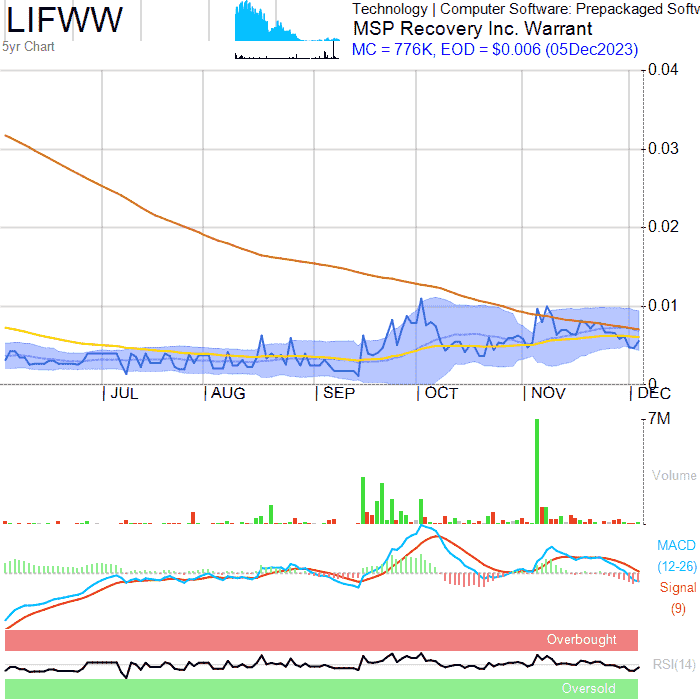 LIFWW
5yr Chart
Technology | Computer Software: Prepackaged Softw
MSP Recovery Inc. Warrant
MC = 776K, EOD = $0.006 (05Dec2023)
0.04
0.03
0.02
0.01
0
JUL AUG SEP OCT NOV DEC
7M
Volume
MACD
(12-26)
Signal
(9)
Overbought
RSI(14)
Oversold